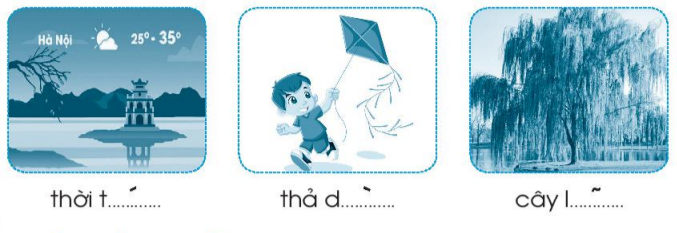 Hà Nội 25° - 35°
thời t......́......
thả d......̀......
cây l......̃......